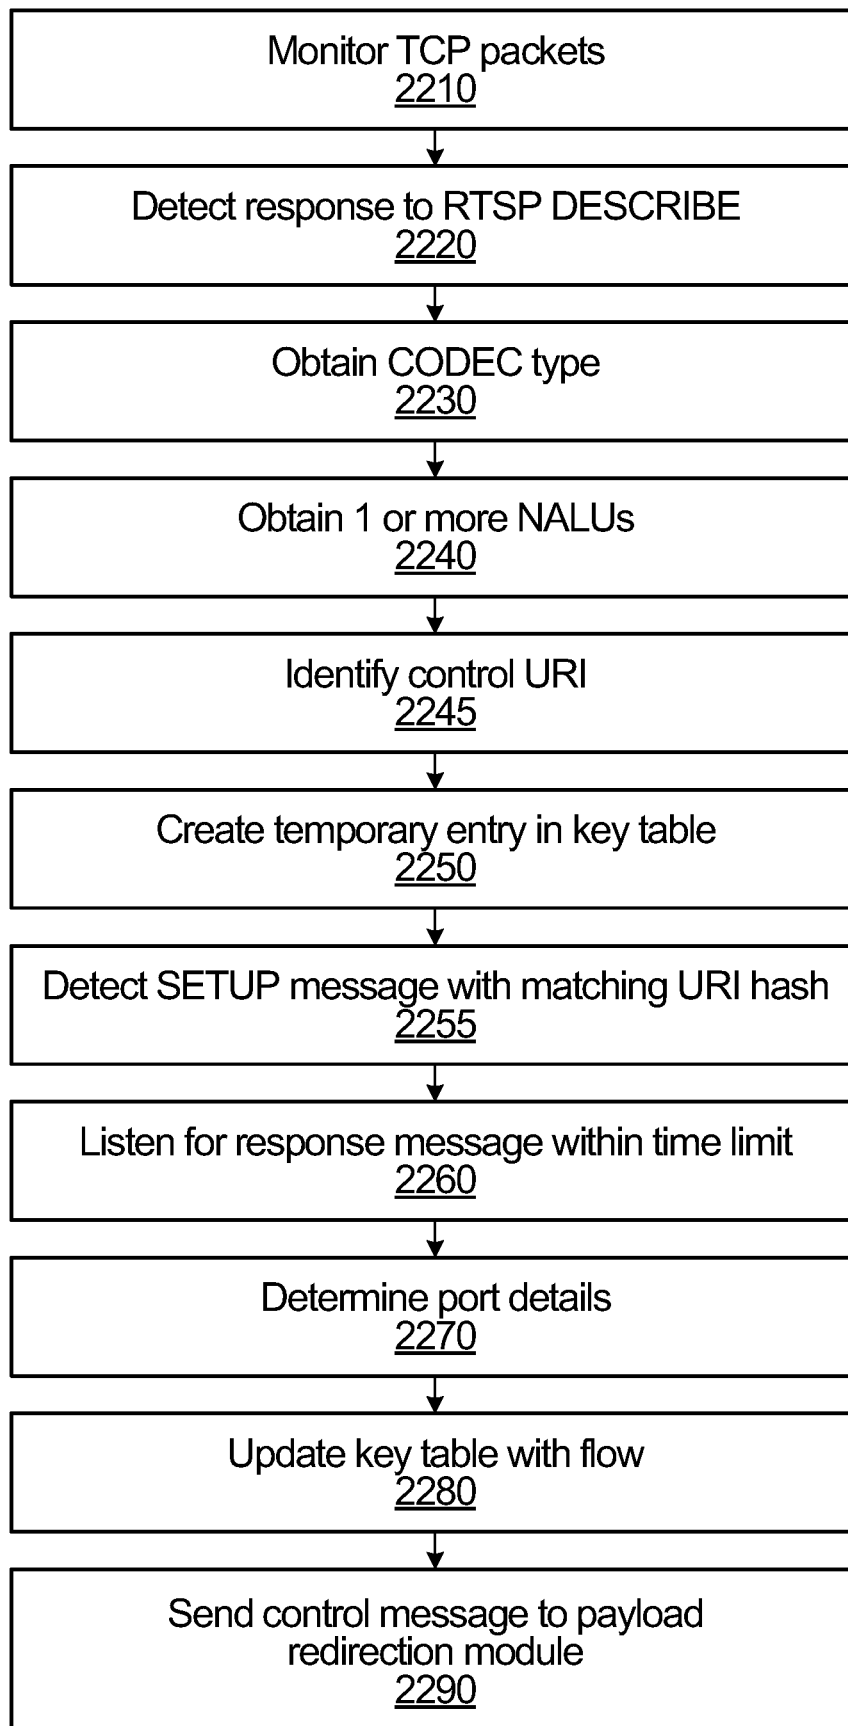 Monitor TCP packets
2210
Detect response to RTSP DESCRIBE
2220
Obtain CODEC type
2230
Obtain 1 or more NALUs
2240
Identify control URI
2245
Create temporary entry in key table
2250
Detect SETUP message with matching URI hash
2255
Listen for response message within time limit
2260
Determine port details
2270
Update key table with flow
2280
Send control message to payload
redirection module
2290